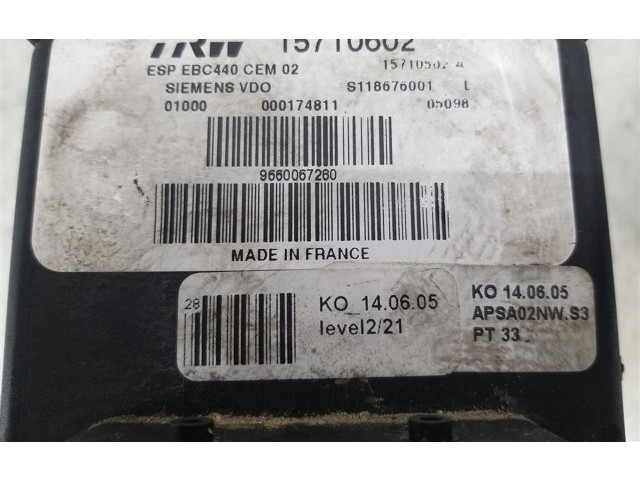 TRW 15710602
ESP EBC440 CEM 02 15710502 A
SIEMENS VDO S118676001 L
01000 000174811 05098
9660067280
MADE IN FRANCE
28
KO_14.06.05
level2/21
KO 14.06.05
APSA02NW.S3
PT 33